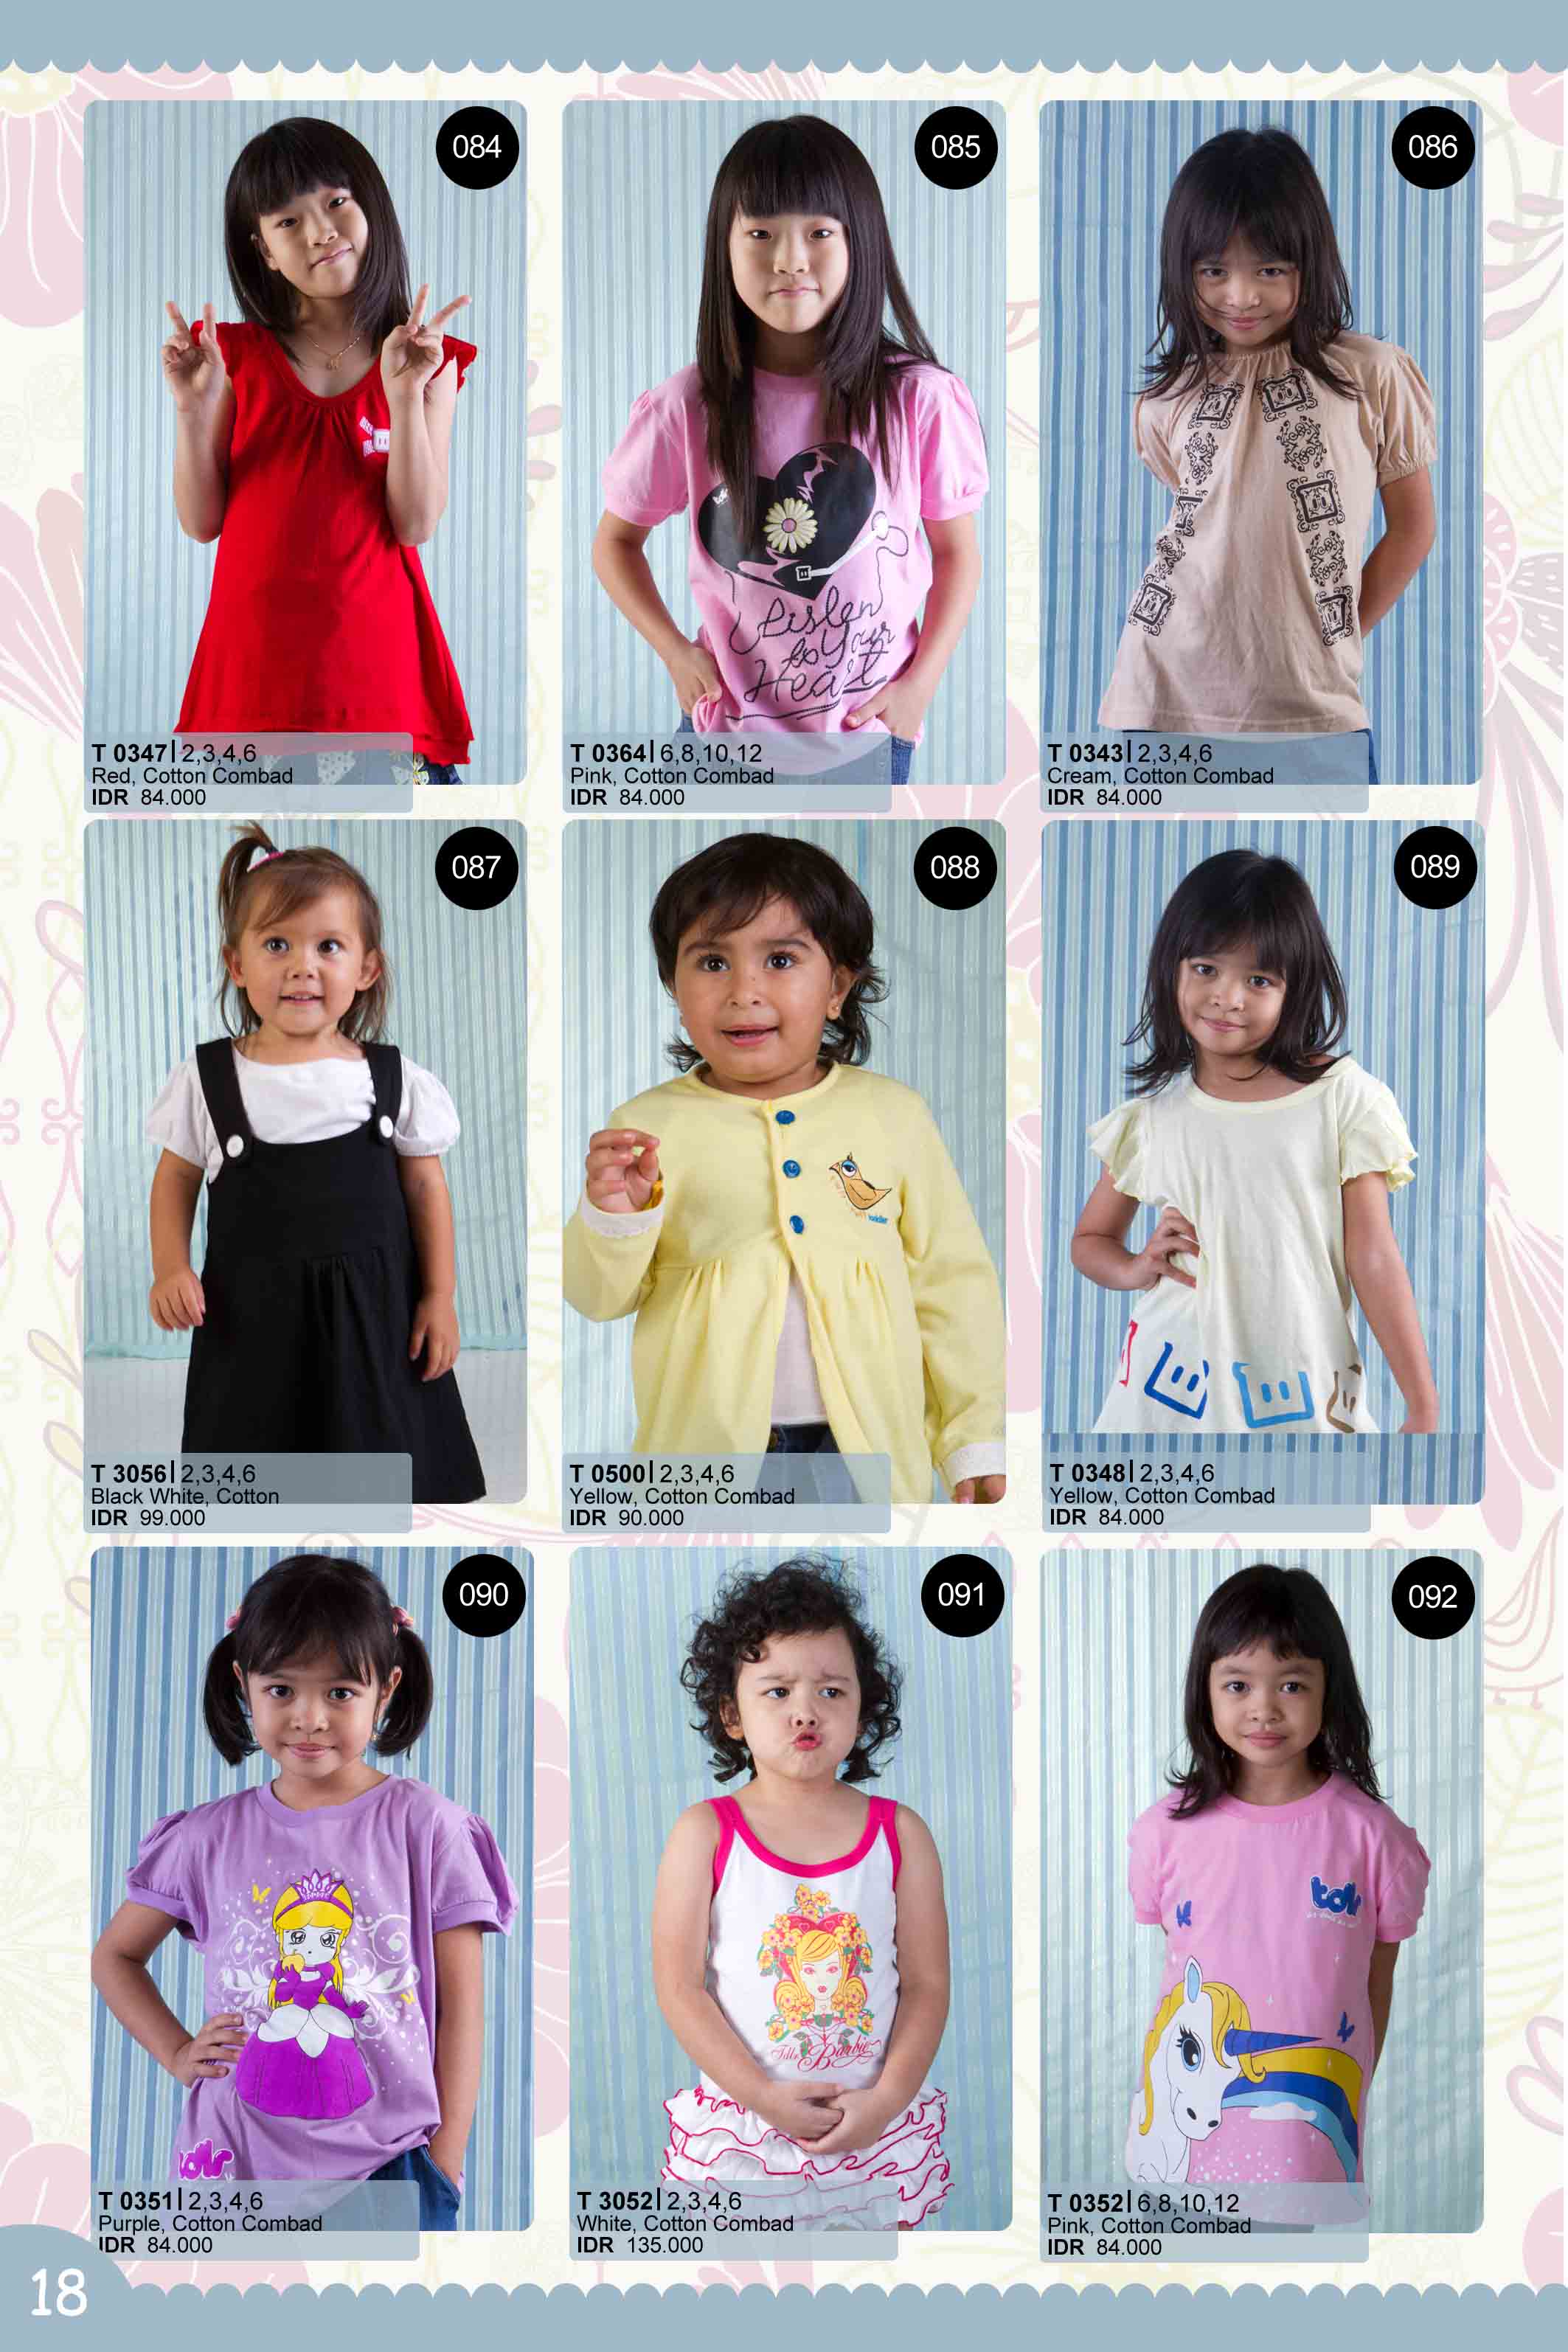 084
T 0347 | 2,3,4,6
Red, Cotton Combad
IDR 84.000
085
Listen
to Your
Heart
T 0364 | 6,8,10,12
Pink, Cotton Combad
IDR 84.000
086
T 0343 | 2,3,4,6
Cream, Cotton Combad
IDR 84.000
087
T 3056 | 2,3,4,6
Black White, Cotton
IDR 99.000
088
T 0500 | 2,3,4,6
Yellow, Cotton Combad
IDR 90.000
089
T 0348 | 2,3,4,6
Yellow, Cotton Combad
IDR 84.000
090
T 0351 | 2,3,4,6
Purple, Cotton Combad
IDR 84.000
091
Barbie
T 3052 | 2,3,4,6
White, Cotton Combad
IDR 135.000
092
T 0352 | 6,8,10,12
Pink, Cotton Combad
IDR 84.000
18